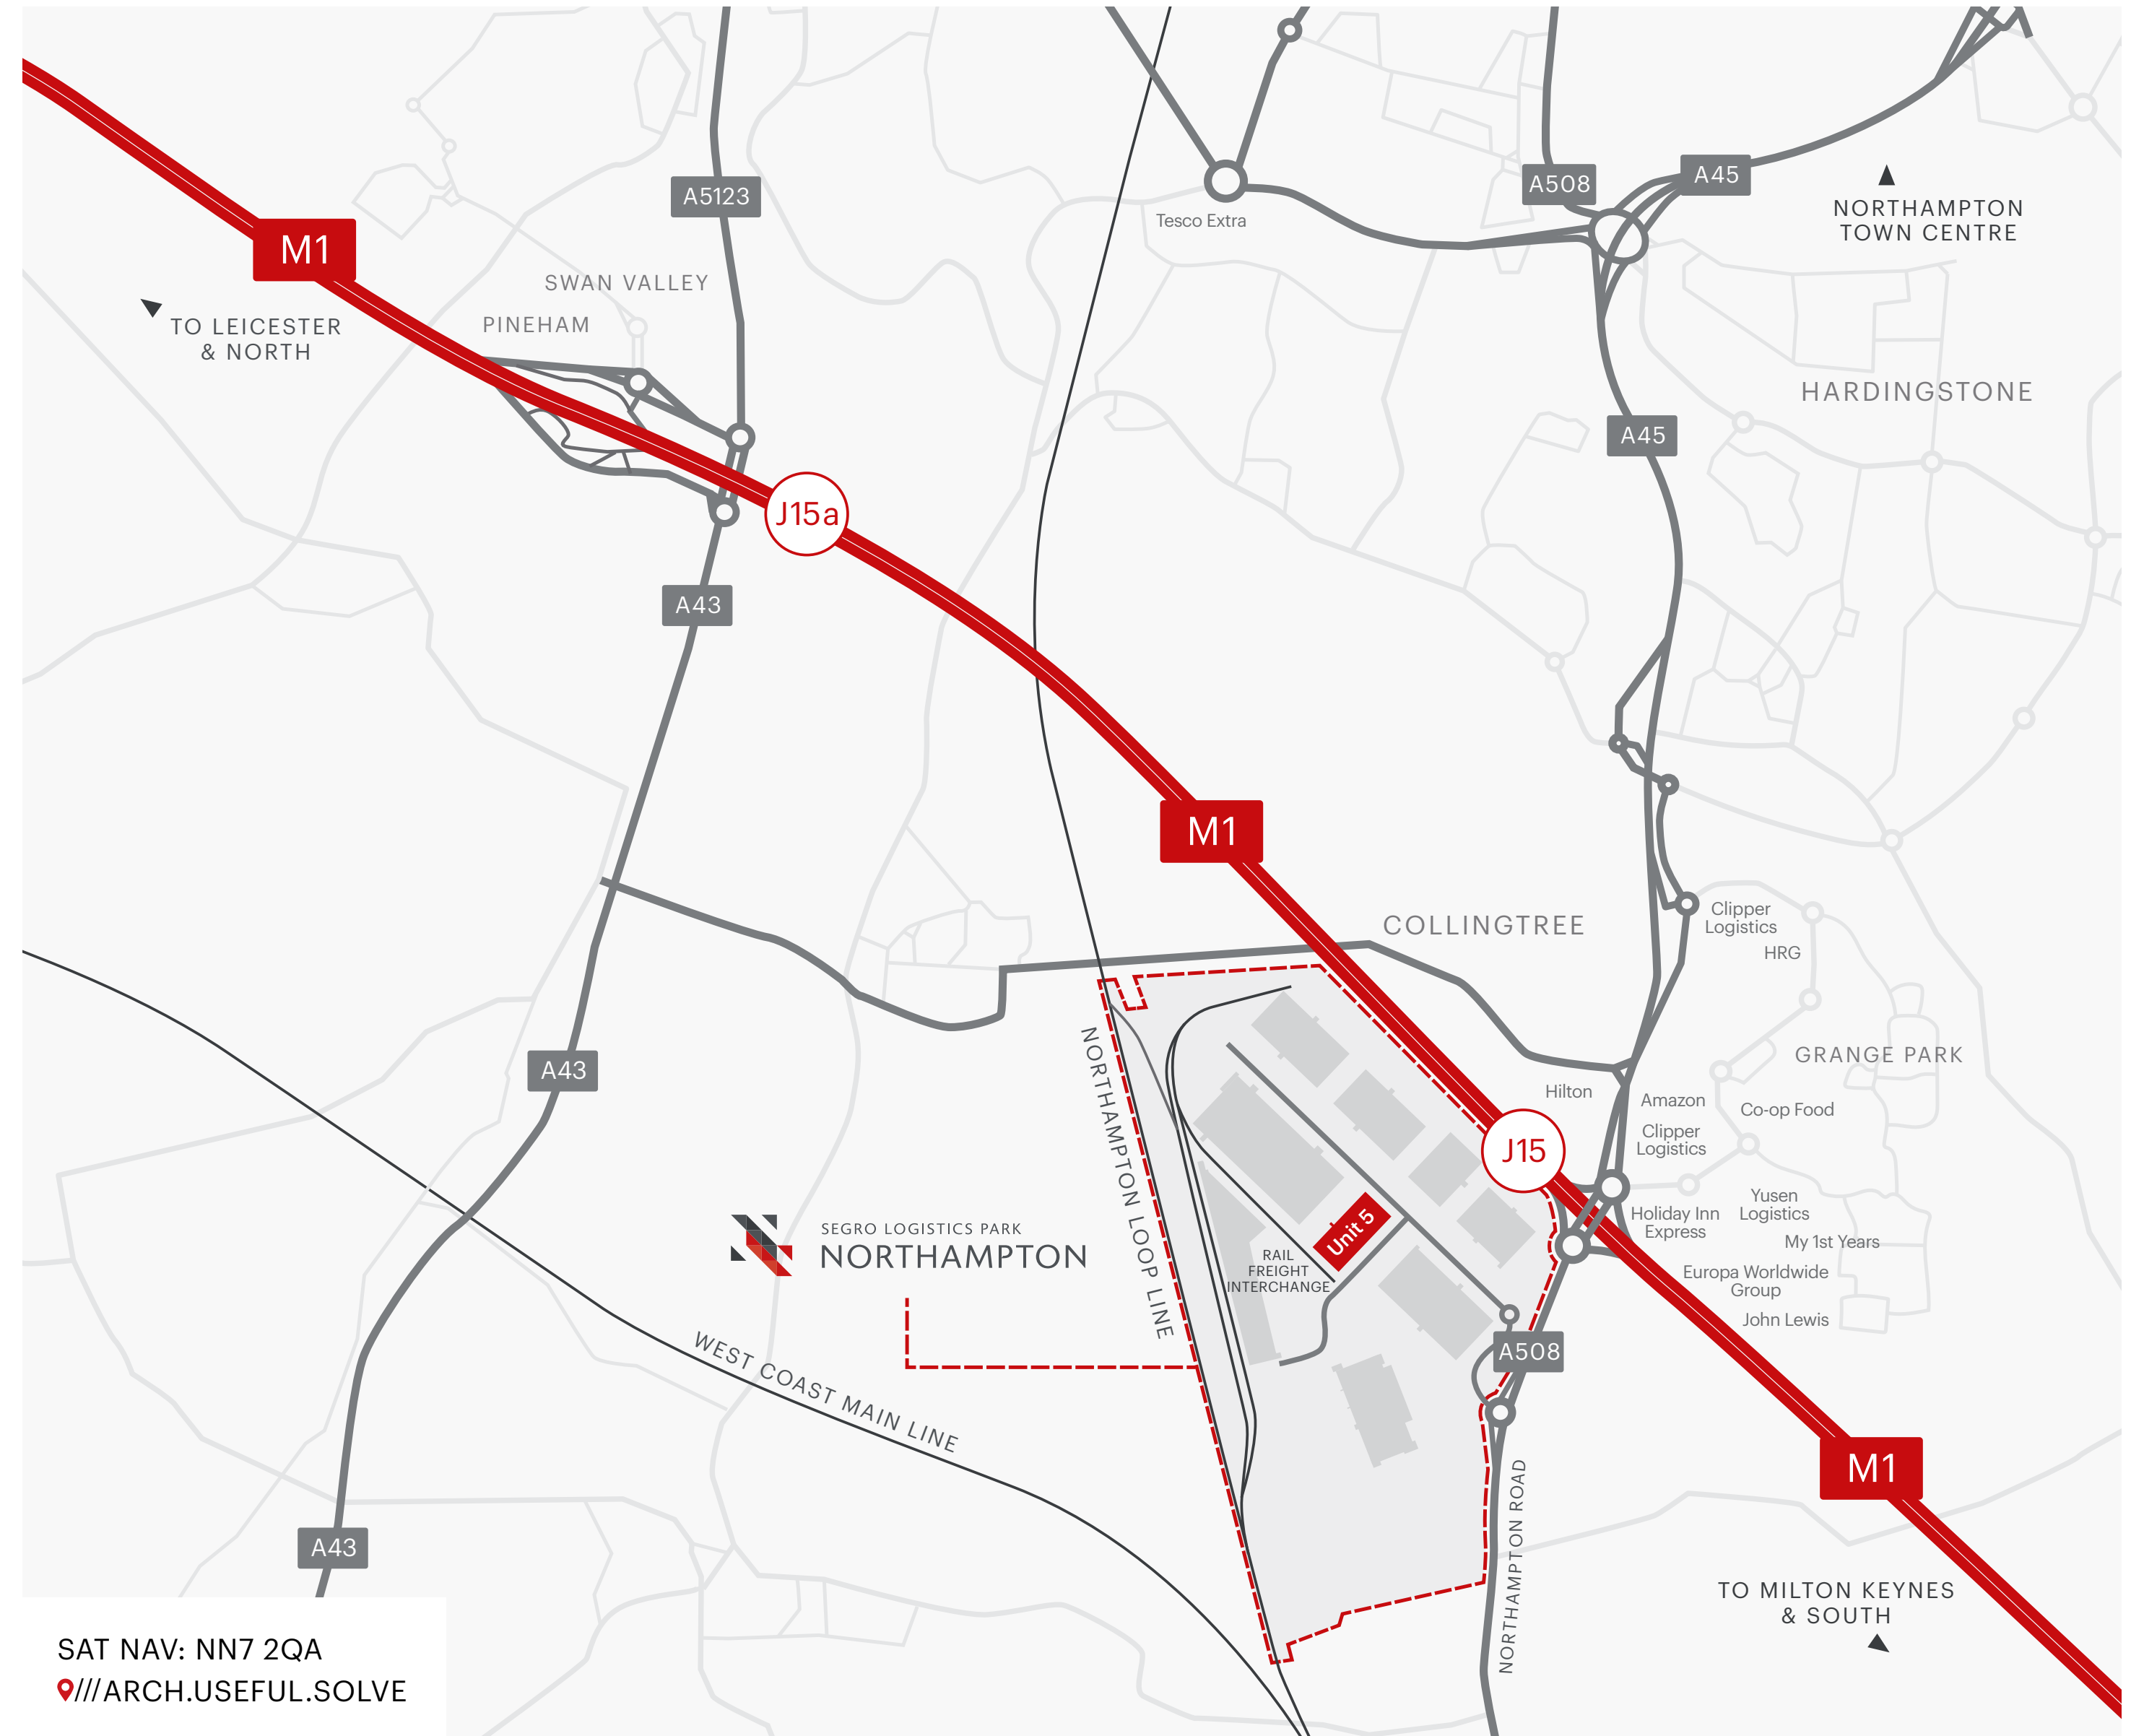 A5123
A508
A45
NORTHAMPTON
TOWN CENTRE
Tesco Extra
M1
SWAN VALLEY
PINEHAM
TO LEICESTER
& NORTH
HARDINGSTONE
A45
J15a
A43
M1
COLLINGTREE
Clipper
Logistics
HRG
GRANGE PARK
A43
Hilton
Amazon
Co-op Food
Clipper
Logistics
J15
NORTHAMPTON LOOP LINE
Yusen
Logistics
Holiday Inn
Express
My 1st Years
Unit 5
SEGRO LOGISTICS PARK
NORTHAMPTON
RAIL
FREIGHT
INTERCHANGE
Europa Worldwide
Group
John Lewis
A508
WEST COAST MAIN LINE
M1
NORTHAMPTON ROAD
A43
TO MILTON KEYNES
& SOUTH
SAT NAV: NN7 2QA
///ARCH.USEFUL.SOLVE